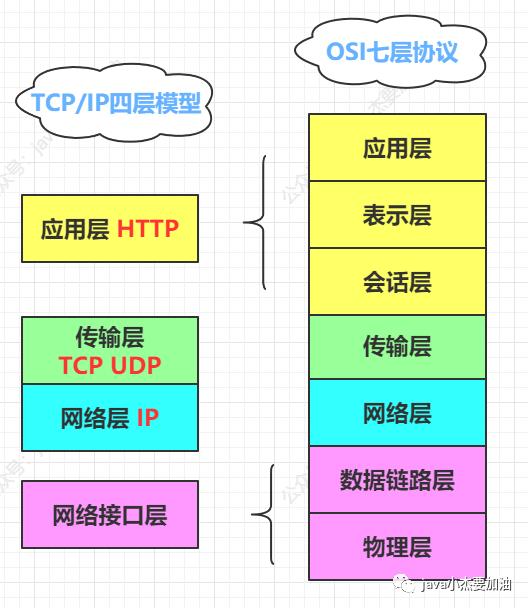 TCP/IP四层模型
应用层 HTTP
传输层
TCP UDP
网络层 IP
网络接口层
OSI七层协议
应用层
表示层
会话层
传输层
网络层
数据链路层
物理层
java小杰要加油